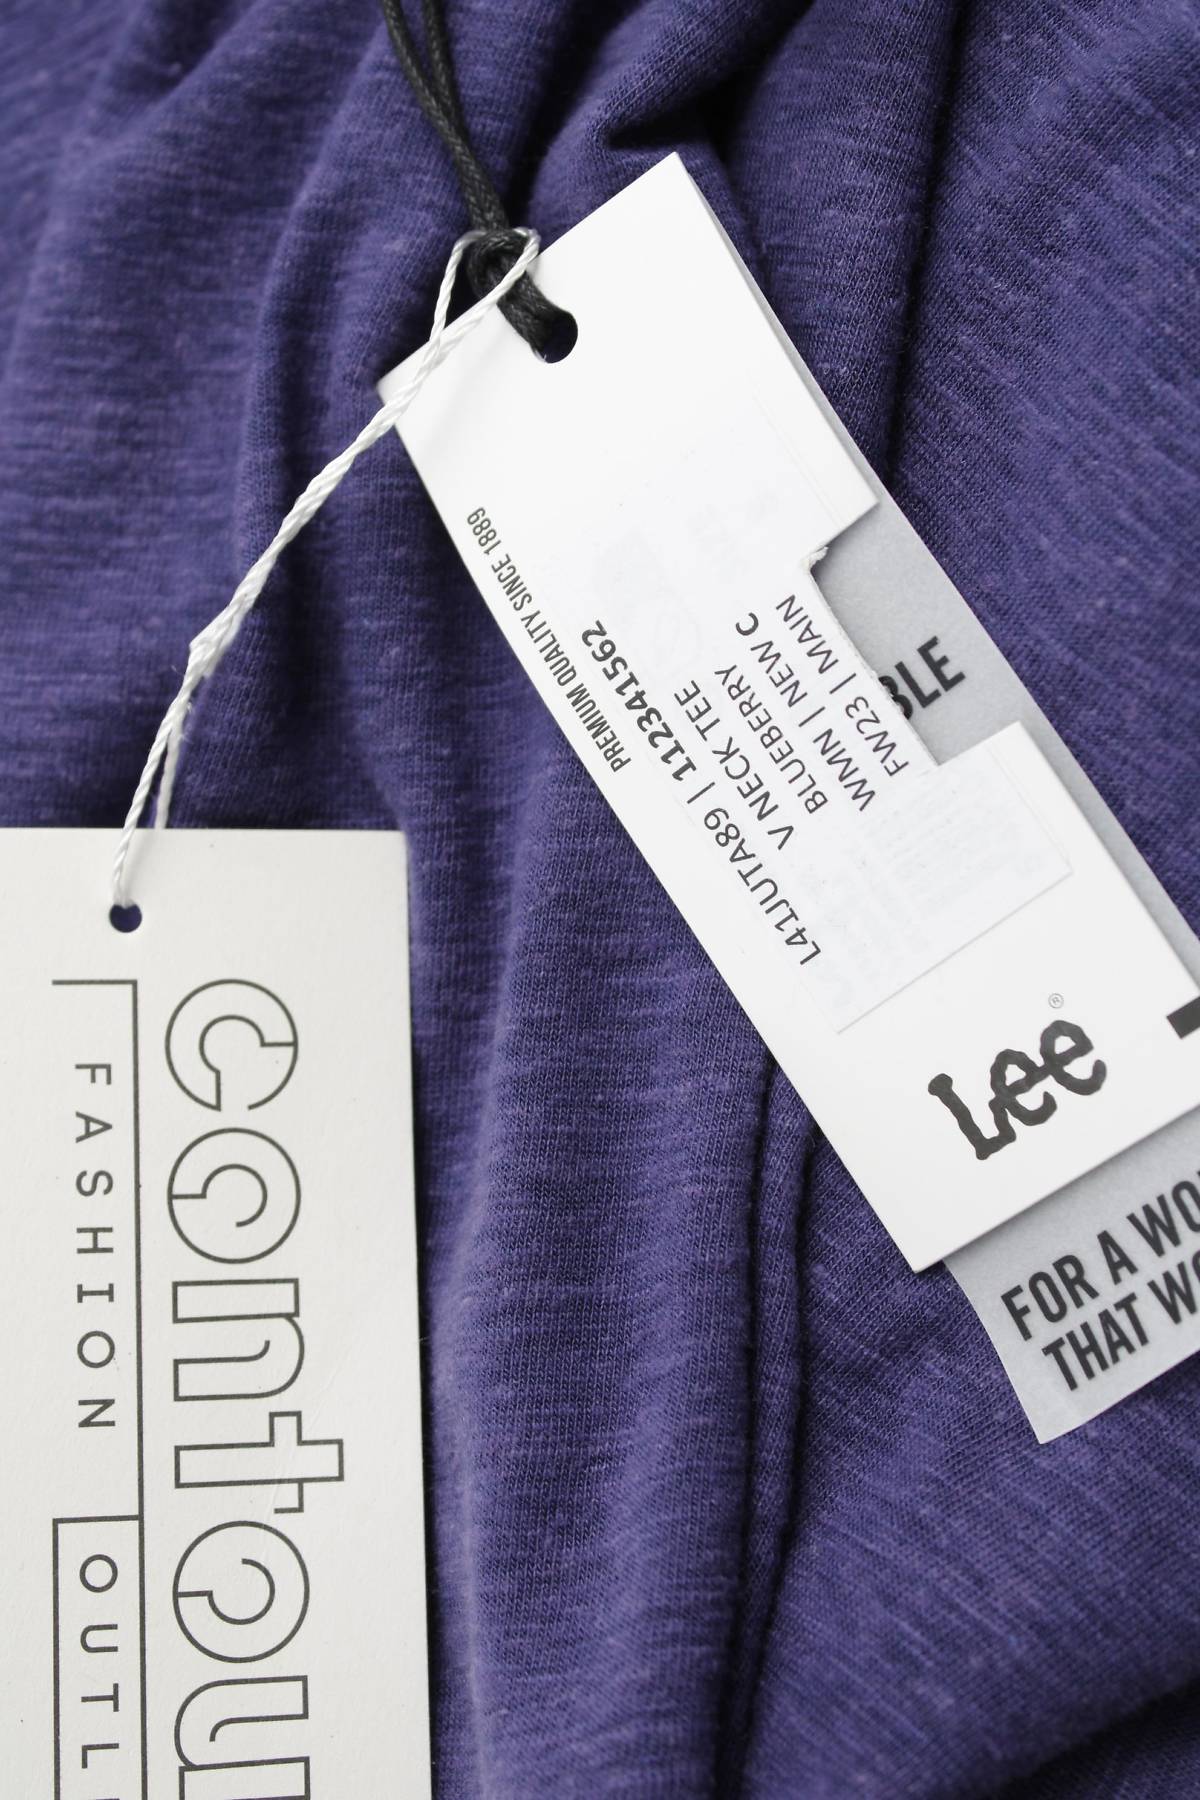 PREMIUM QUALITY SINCE 1889
L41JUTA89 | 112341562
V NECK TEE
BLUEBERRY
WMN | NEW C
FW23 | MAIN
Lee®
BLE
FOR A WO
THAT WO
contou
FASHION
OUTL